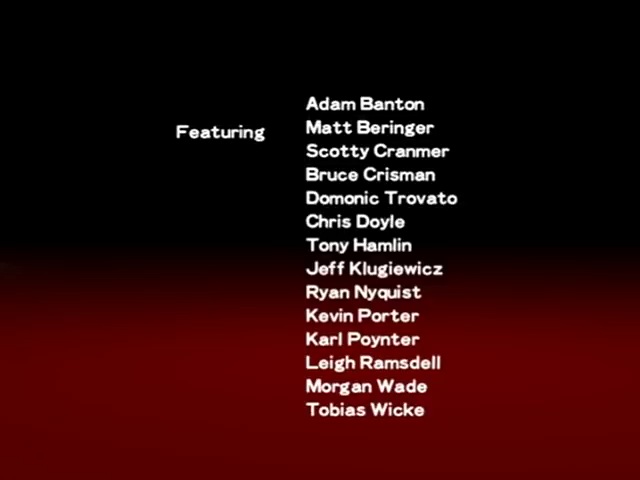 Featuring
Adam Banton
Matt Beringer
Scotty Cranmer
Bruce Crisman
Domonic Trovato
Chris Doyle
Tony Hamlin
Jeff Klugiewicz
Ryan Nyquist
Kevin Porter
Karl Poynter
Leigh Ramsdell
Morgan Wade
Tobias Wicke